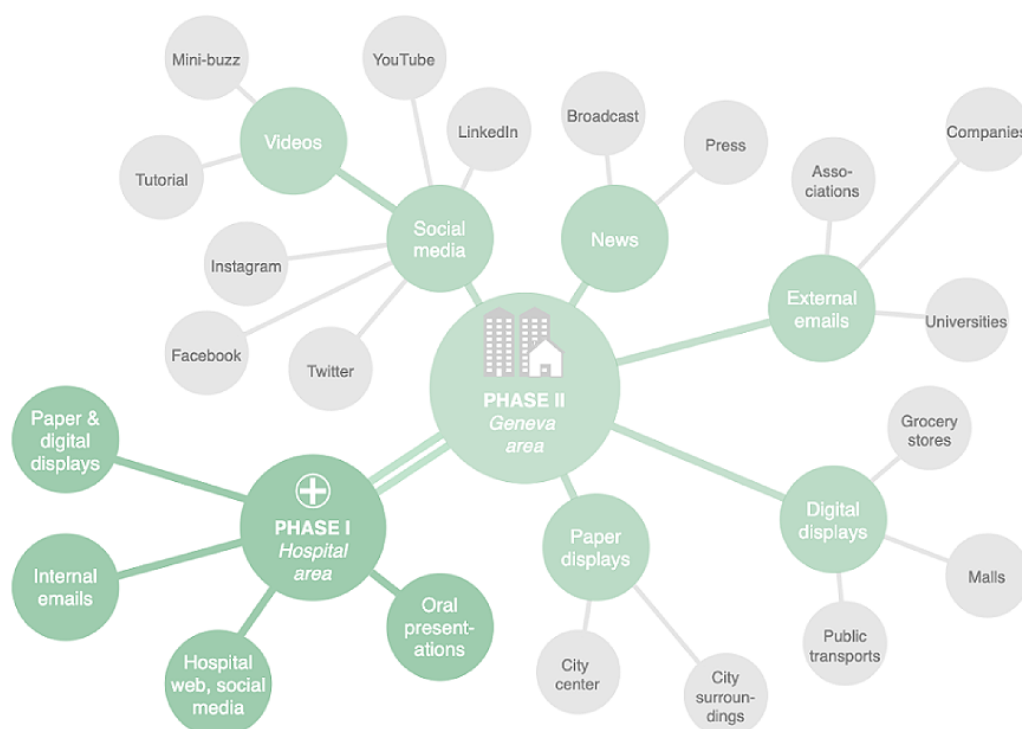 Mini-buzz
YouTube
Videos
LinkedIn
Broadcast
Press
Companies
Tutorial
Asso-
ciations
Social
media
News
Instagram
External
emails
Universities
Facebook
Twitter
PHASE II
Geneva
area
Paper &
digital
displays
Grocery
stores
PHASE I
Hospital
area
Digital
displays
Paper
displays
Internal
emails
Malls
Oral
present-
ations
Public
transports
Hospital
web, social
media
City
center
City
surroun-
dings